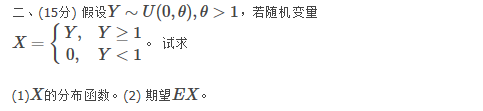 二、(15分) 假设Y ~ U(0, θ), θ > 1，若随机变量
X = { Y, Y ≥ 1
0, Y < 1 。 试求
(1)X的分布函数。(2) 期望EX。